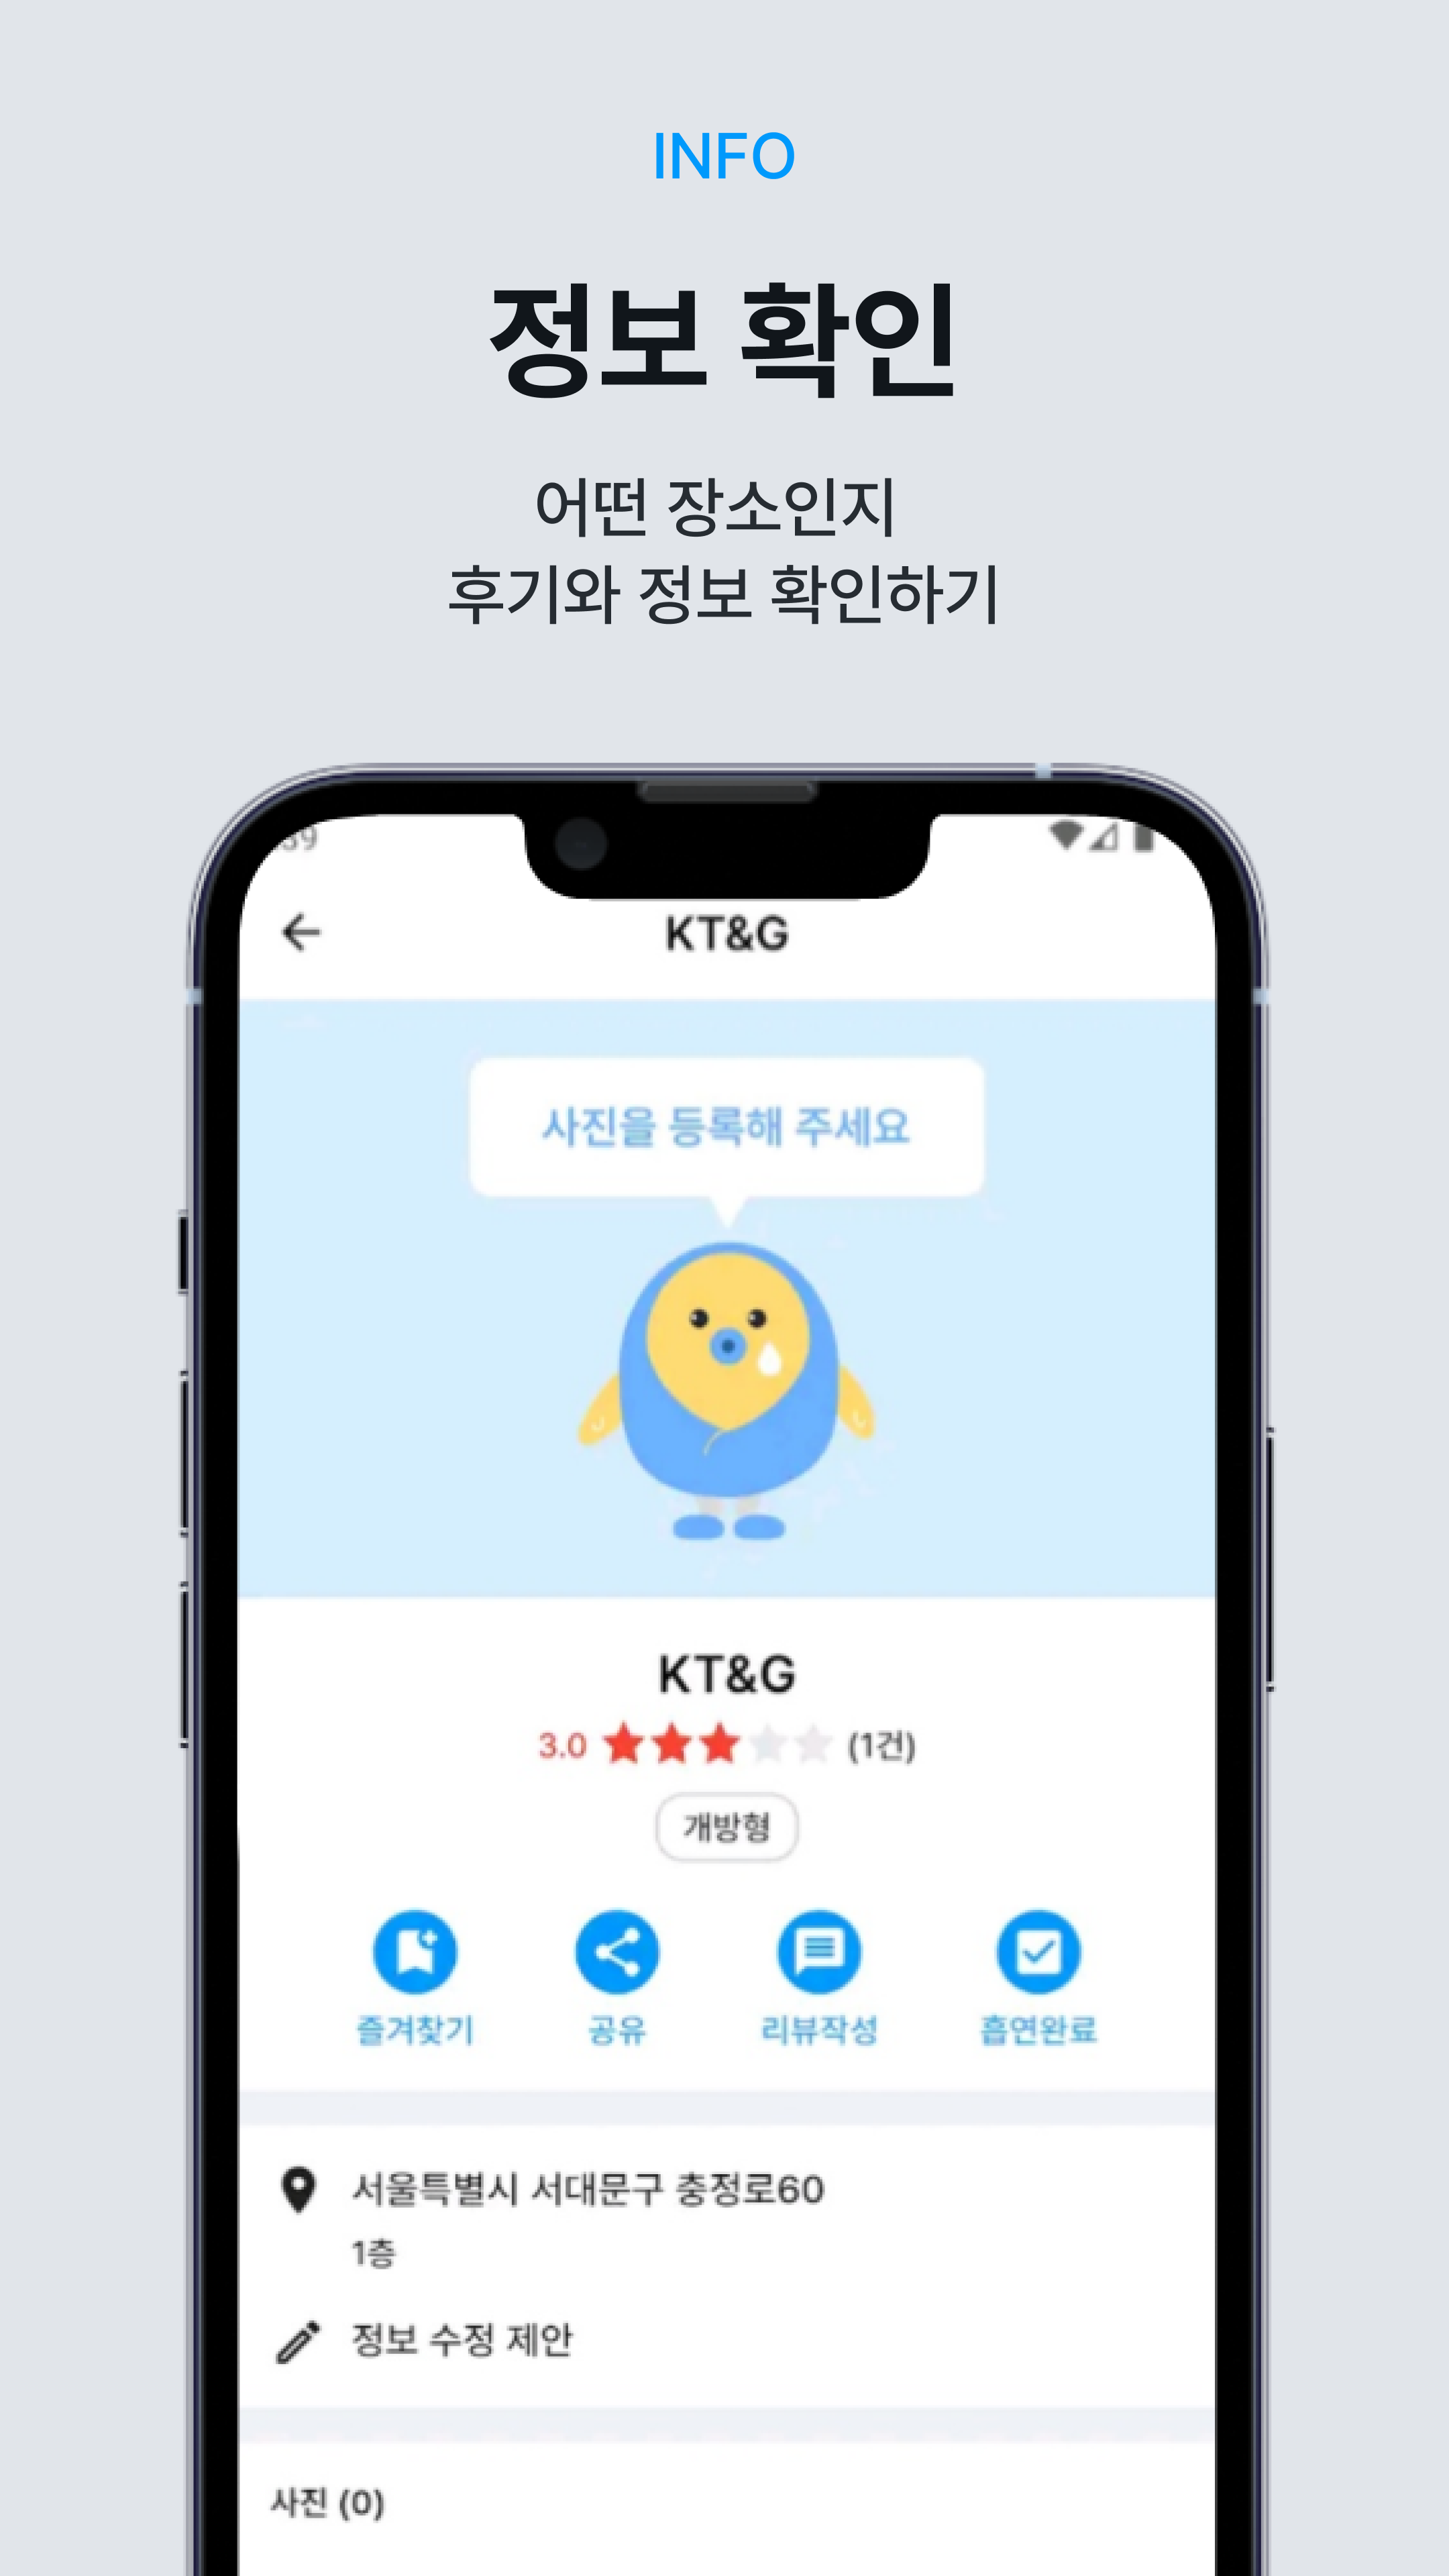 INFO
정보 확인
어떤 장소인지
후기와 정보 확인하기
KT&G
사진을 등록해 주세요
KT&G
3.0 (1건)
개방형
즐겨찾기 공유 리뷰작성 흡연완료
서울특별시 서대문구 충정로60
1층
정보 수정 제안
사진 (0)